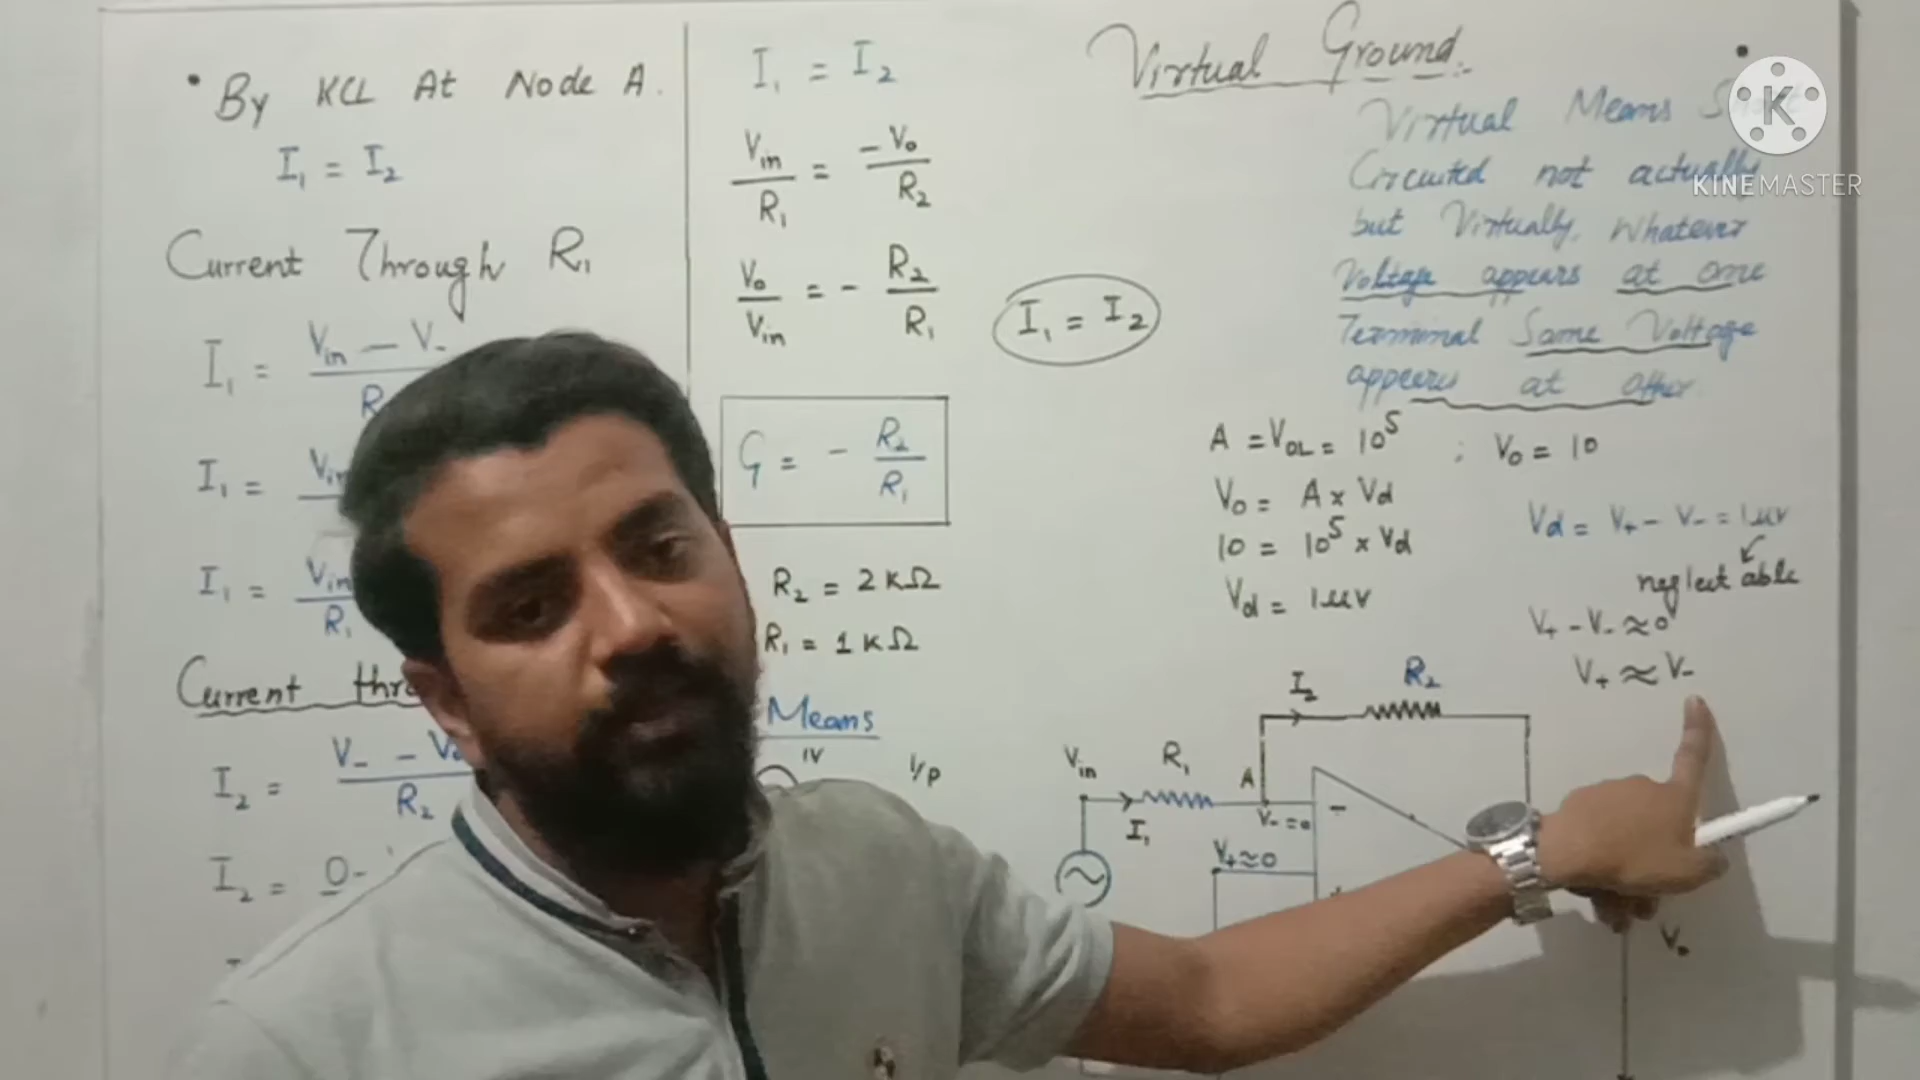 • By KCL At Node A.
I₁ = I₂
Current Through R₁
I₁ = Vin − V-
R
I₁ =
I₁ = Vin
R₁
Current
I₂ = V- −
R₂
I₂ = 0-
I₁ = I₂
Vin / R₁ = −V₀ / R₂
V₀ / Vin = − R₂ / R₁
I₁ = I₂
G = − R₂ / R₁
R₂ = 2 KΩ
R₁ = 1 KΩ
Means
1V
I/p
Virtual Ground.
Virtual Means
Circuited not actually
but Virtually. Whatever
Voltage appears at one
Terminal Same Voltage
appears at other.
A = VOL = 10⁵ ; V₀ = 10
V₀ = A × Vd
10 = 10⁵ × Vd
Vd = 1μV
Vd = V₊ − V₋ = 1μV
neglect able
V₊ − V₋ ≈ 0
V₊ ≈ V₋
I₂
R₂
Vin
R₁
A
I₁
V₋ = 0
V₊ ≈ 0
−
V₀
K
KINEMASTER